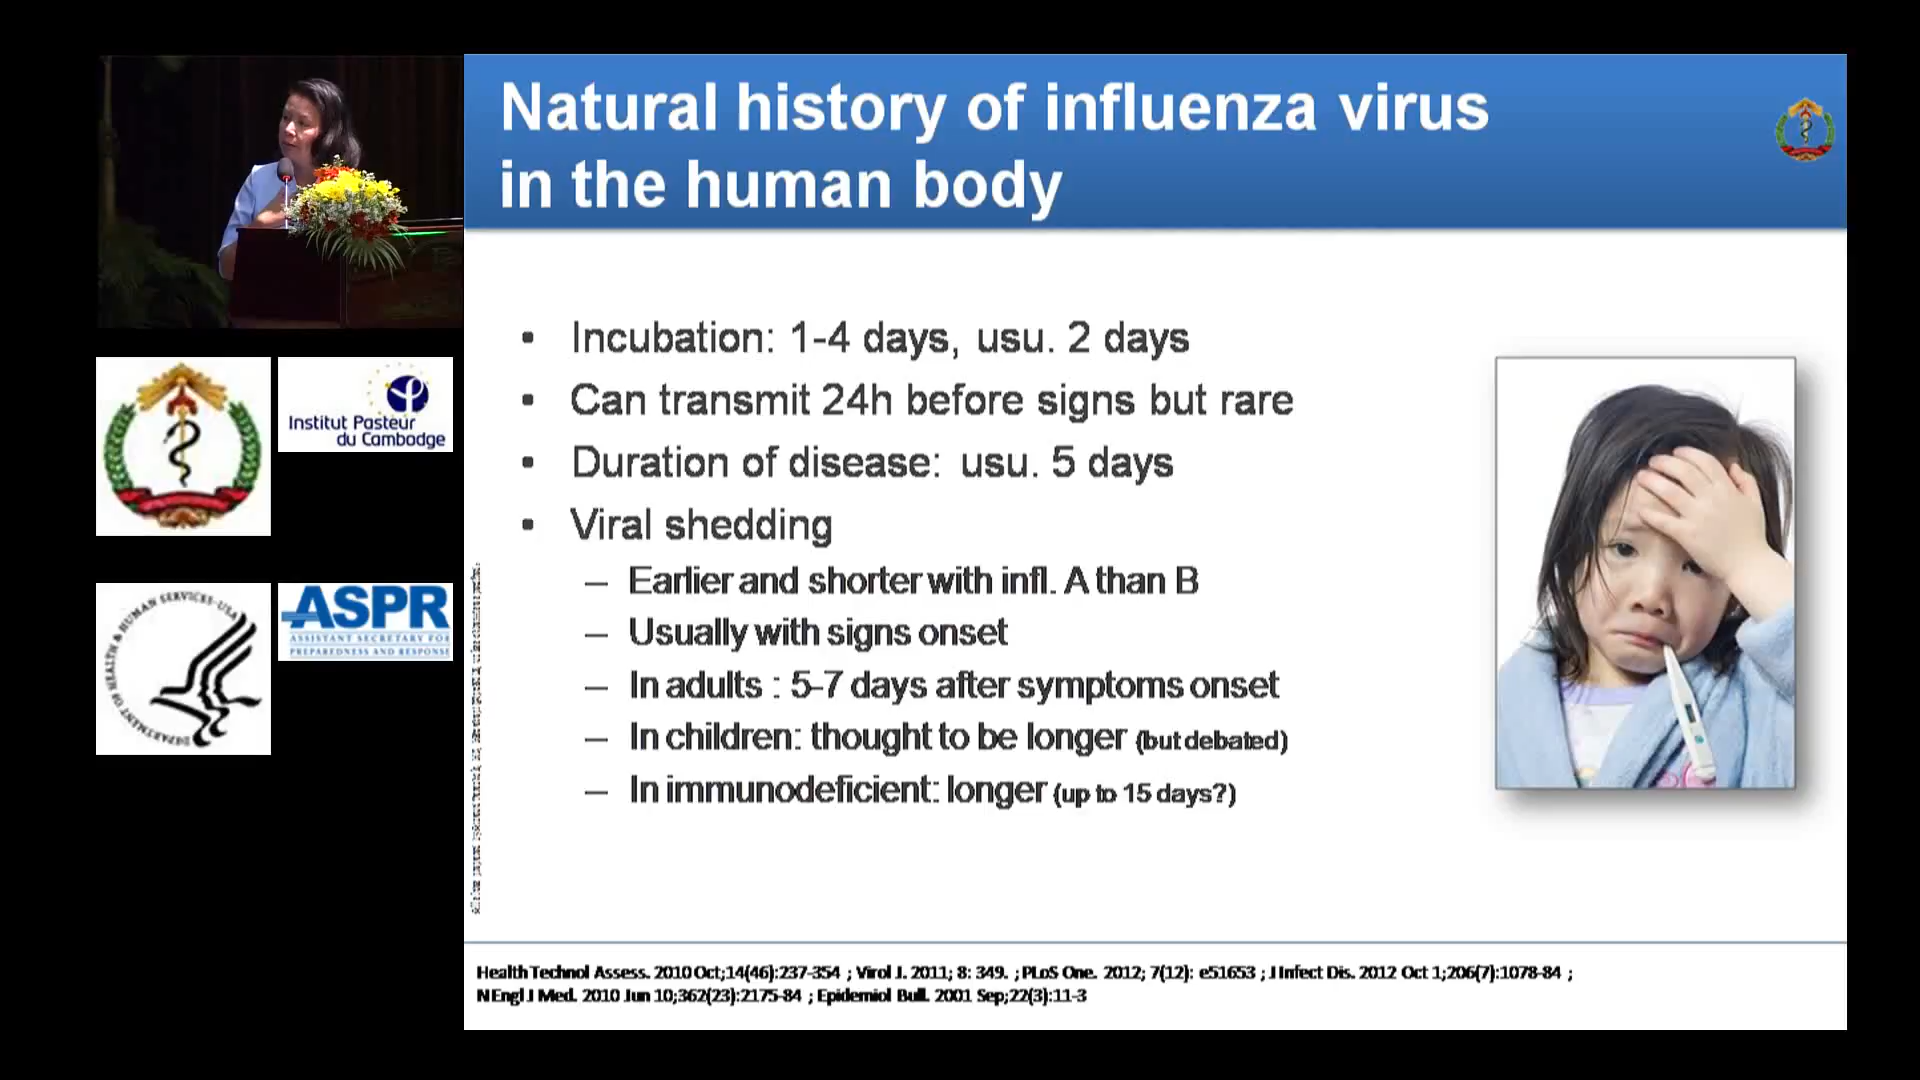 Natural history of influenza virus
in the human body
• Incubation: 1-4 days, usu. 2 days
• Can transmit 24h before signs but rare
• Duration of disease: usu. 5 days
• Viral shedding
– Earlier and shorter with infl. A than B
– Usually with signs onset
– In adults : 5-7 days after symptoms onset
– In children: thought to be longer (but debated)
– In immunodeficient: longer (up to 15 days?)
Health Technol Assess. 2010 Oct;14(46):237-354 ; Virol J. 2011; 8: 349. ; PLoS One. 2012; 7(12): e51653 ; J Infect Dis. 2012 Oct 1;206(7):1078-84 ;
N Engl J Med. 2010 Jun 10;362(23):2175-84 ; Epidemiol Bull. 2001 Sep;22(3):11-3
Institut Pasteur
du Cambodge
DEPARTMENT OF HEALTH & HUMAN SERVICES·USA
ASPR
ASSISTANT SECRETARY FOR
PREPAREDNESS AND RESPONSE